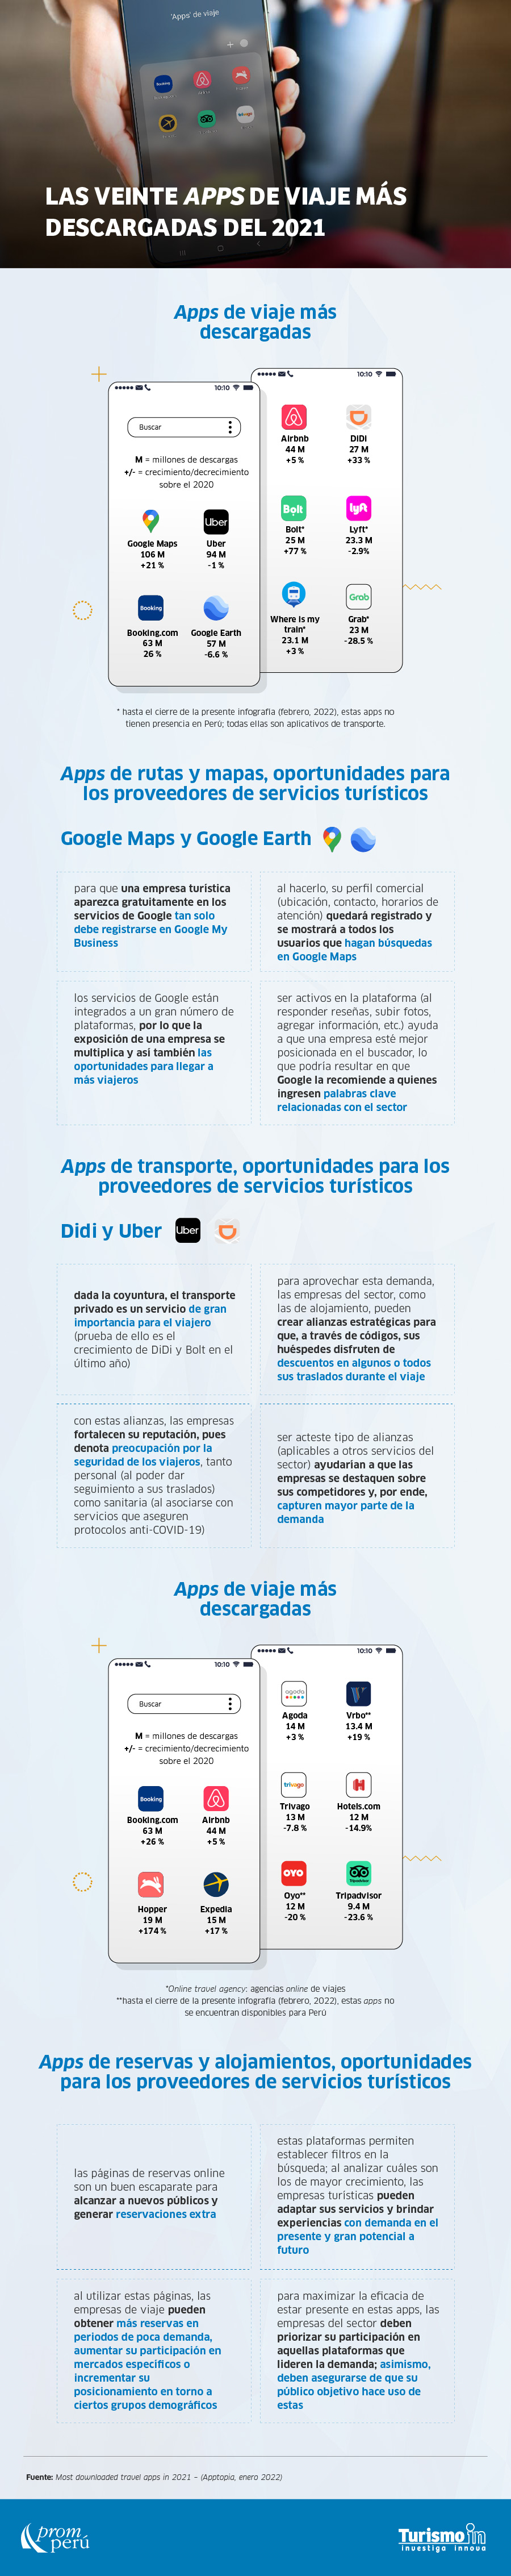 'Apps' de viaje
Booking
LAS VEINTE APPS DE VIAJE MÁS
DESCARGADAS DEL 2021
Apps de viaje más
descargadas
10:10
Buscar
M = millones de descargas
+/- = crecimiento/decrecimiento
sobre el 2020
Google Maps
106 M
+21 %
Uber
Uber
94 M
-1 %
Booking
Booking.com
63 M
26 %
Google Earth
57 M
-6.6 %
10:10
Airbnb
44 M
+5 %
DiDi
27 M
+33 %
Bolt
Bolt*
25 M
+77 %
lyft
Lyft*
23.3 M
-2.9%
Where is my
train*
23.1 M
+3 %
Grab
Grab*
23 M
-28.5 %
* hasta el cierre de la presente infografía (febrero, 2022), estas apps no
tienen presencia en Perú; todas ellas son aplicativos de transporte.
Apps de rutas y mapas, oportunidades para
los proveedores de servicios turísticos
Google Maps y Google Earth
para que una empresa turística
aparezca gratuitamente en los
servicios de Google tan solo
debe registrarse en Google My
Business
al hacerlo, su perfil comercial
(ubicación, contacto, horarios de
atención) quedará registrado y
se mostrará a todos los
usuarios que hagan búsquedas
en Google Maps
los servicios de Google están
integrados a un gran número de
plataformas, por lo que la
exposición de una empresa se
multiplica y así también las
oportunidades para llegar a
más viajeros
ser activos en la plataforma (al
responder reseñas, subir fotos,
agregar información, etc.) ayuda
a que una empresa esté mejor
posicionada en el buscador, lo
que podría resultar en que
Google la recomiende a quienes
ingresen palabras clave
relacionadas con el sector
Apps de transporte, oportunidades para los
proveedores de servicios turísticos
Didi y Uber
Uber
dada la coyuntura, el transporte
privado es un servicio de gran
importancia para el viajero
(prueba de ello es el
crecimiento de DiDi y Bolt en el
último año)
para aprovechar esta demanda,
las empresas del sector, como
las de alojamiento, pueden
crear alianzas estratégicas para
que, a través de códigos, sus
huéspedes disfruten de
descuentos en algunos o todos
sus traslados durante el viaje
con estas alianzas, las empresas
fortalecen su reputación, pues
denota preocupación por la
seguridad de los viajeros, tanto
personal (al poder dar
seguimiento a sus traslados)
como sanitaria (al asociarse con
servicios que aseguren
protocolos anti-COVID-19)
ser acteste tipo de alianzas
(aplicables a otros servicios del
sector) ayudarían a que las
empresas se destaquen sobre
sus competidores y, por ende,
capturen mayor parte de la
demanda
Apps de viaje más
descargadas
10:10
Buscar
M = millones de descargas
+/- = crecimiento/decrecimiento
sobre el 2020
Booking
Booking.com
63 M
+26 %
Airbnb
44 M
+5 %
Hopper
19 M
+174 %
Expedia
15 M
+17 %
10:10
agoda
Agoda
14 M
+3 %
Vrbo**
13.4 M
+19 %
trivago
Trivago
13 M
-7.8 %
Hotels.com
12 M
-14.9%
OYO
Oyo**
12 M
-20 %
Tripadvisor
Tripadvisor
9.4 M
-23.6 %
*Online travel agency: agencias online de viajes
**hasta el cierre de la presente infografía (febrero, 2022), estas apps no
se encuentran disponibles para Perú
Apps de reservas y alojamientos, oportunidades
para los proveedores de servicios turísticos
las páginas de reservas online
son un buen escaparate para
alcanzar a nuevos públicos y
generar reservaciones extra
estas plataformas permiten
establecer filtros en la
búsqueda; al analizar cuáles son
los de mayor crecimiento, las
empresas turísticas pueden
adaptar sus servicios y brindar
experiencias con demanda en el
presente y gran potencial a
futuro
al utilizar estas páginas, las
empresas de viaje pueden
obtener más reservas en
periodos de poca demanda,
aumentar su participación en
mercados específicos o
incrementar su
posicionamiento en torno a
ciertos grupos demográficos
para maximizar la eficacia de
estar presente en estas apps, las
empresas del sector deben
priorizar su participación en
aquellas plataformas que
lideren la demanda; asimismo,
deben asegurarse de que su
público objetivo hace uso de
estas
Fuente: Most downloaded travel apps in 2021 – (Apptopia, enero 2022)
prom
perú
Turismo in
investiga innova